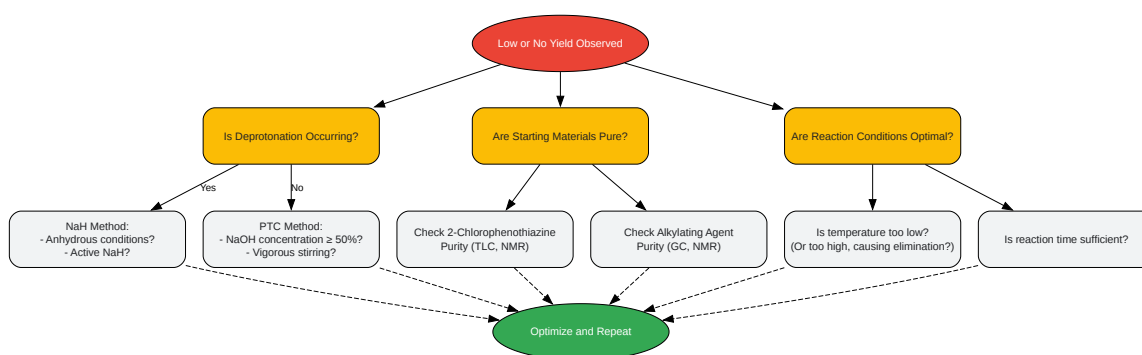 Low or No Yield Observed
Is Deprotonation Occurring?
Are Starting Materials Pure?
Are Reaction Conditions Optimal?
Yes
No
NaH Method:
- Anhydrous conditions?
- Active NaH?
PTC Method:
- NaOH concentration ≥ 50%?
- Vigorous stirring?
Check 2-Chlorophenothiazine
Purity (TLC, NMR)
Check Alkylating Agent
Purity (GC, NMR)
Is temperature too low?
(Or too high, causing elimination?)
Is reaction time sufficient?
Optimize and Repeat